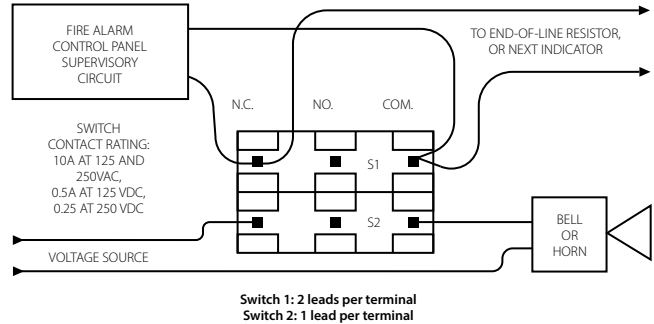 FIRE ALARM
CONTROL PANEL
SUPERVISORY
CIRCUIT
TO END-OF-LINE RESISTOR,
OR NEXT INDICATOR
N.C. NO. COM.
SWITCH
CONTACT RATING:
10A AT 125 AND
250VAC,
0.5A AT 125 VDC,
0.25 AT 250 VDC
S1
S2
BELL
OR
HORN
VOLTAGE SOURCE
Switch 1: 2 leads per terminal
Switch 2: 1 lead per terminal